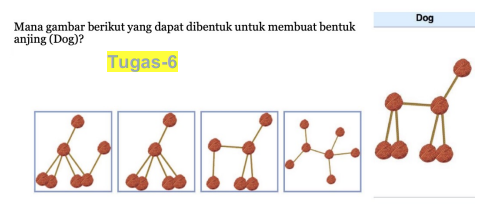 Dog
Mana gambar berikut yang dapat dibentuk untuk membuat bentuk
anjing (Dog)?
Tugas-6